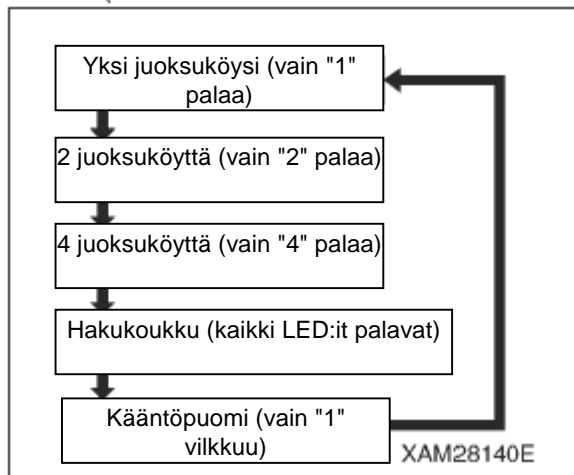 Yksi juoksuköysi (vain "1"
palaa)
2 juoksuköyttä (vain "2" palaa)
4 juoksuköyttä (vain "4" palaa)
Hakukoukku (kaikki LED:it palavat)
Kääntöpuomi (vain "1"
vilkkuu)
XAM28140E